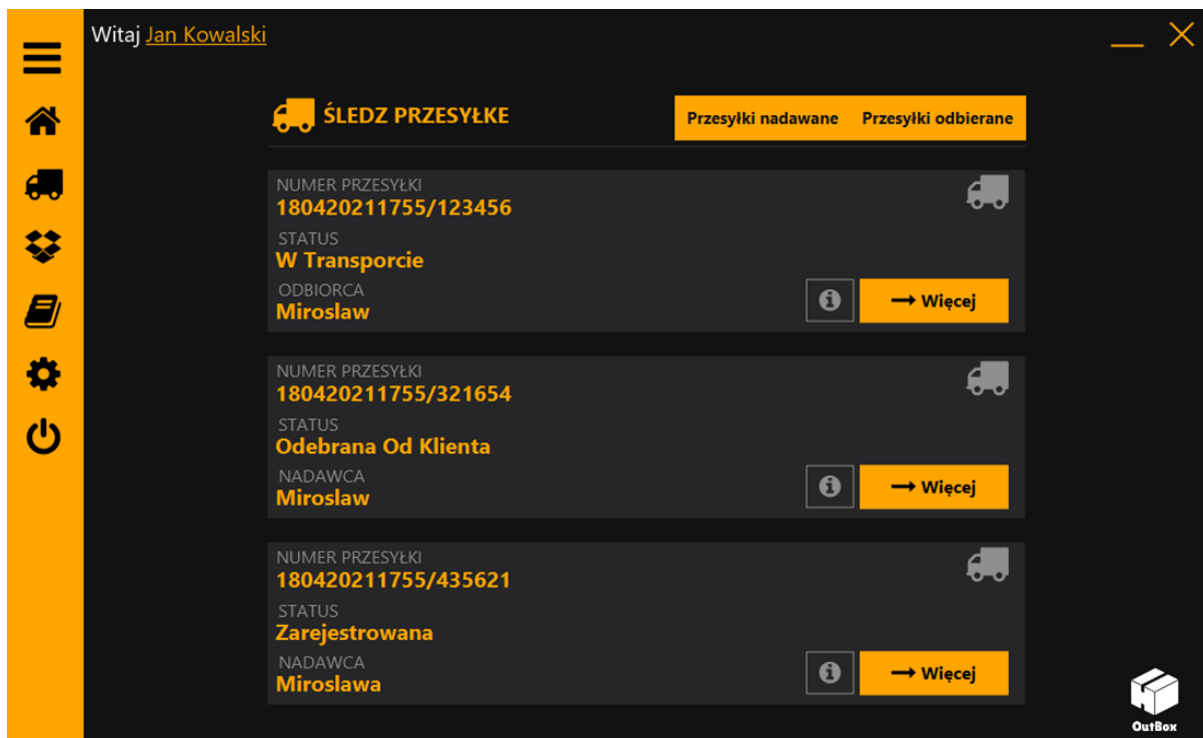 Witaj Jan Kowalski
ŚLEDZ PRZESYŁKE
Przesyłki nadawane Przesyłki odbierane
NUMER PRZESYŁKI
180420211755/123456
STATUS
W Transporcie
ODBIORCA
Miroslaw
Więcej
NUMER PRZESYŁKI
180420211755/321654
STATUS
Odebrana Od Klienta
NADAWCA
Miroslaw
Więcej
NUMER PRZESYŁKI
180420211755/435621
STATUS
Zarejestrowana
NADAWCA
Miroslawa
Więcej
OutBox